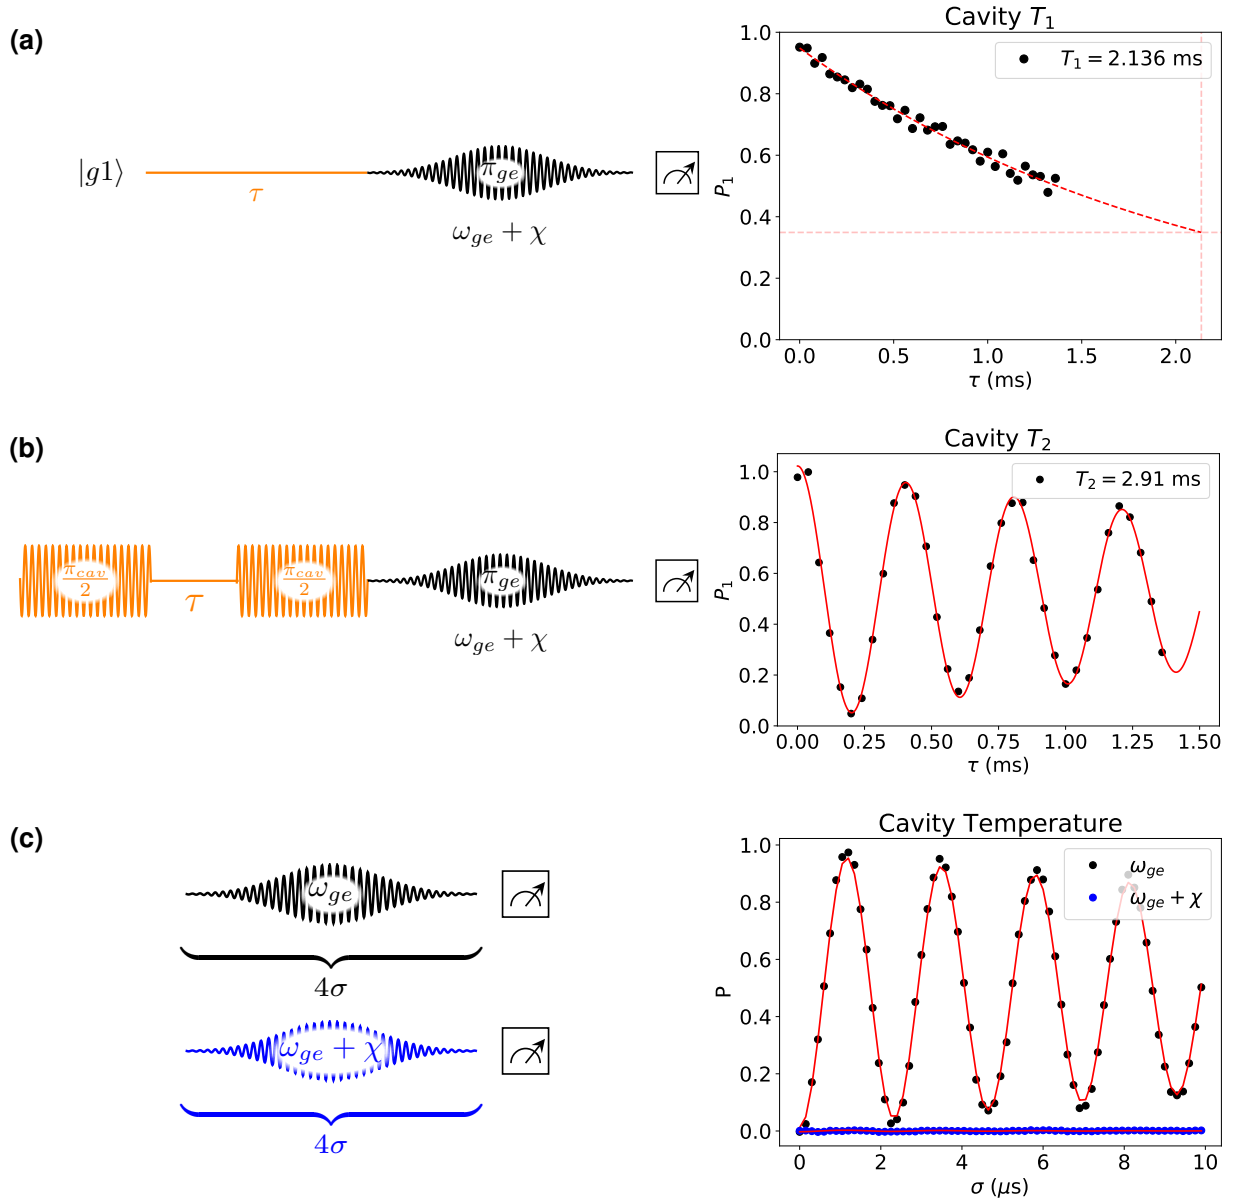 (a)
|g1⟩
τ
π_ge
ω_ge + χ
Cavity T_1
T_1 = 2.136 ms
P_1
1.0
0.8
0.6
0.4
0.2
0.0
0.0 0.5 1.0 1.5 2.0
τ (ms)
(b)
π_cav/2
τ
π_cav/2
π_ge
ω_ge + χ
Cavity T_2
T_2 = 2.91 ms
P_1
1.0
0.8
0.6
0.4
0.2
0.0
0.00 0.25 0.50 0.75 1.00 1.25 1.50
τ (ms)
(c)
ω_ge
4σ
ω_ge + χ
4σ
Cavity Temperature
ω_ge
ω_ge + χ
P
1.0
0.8
0.6
0.4
0.2
0.0
0 2 4 6 8 10
σ (μs)